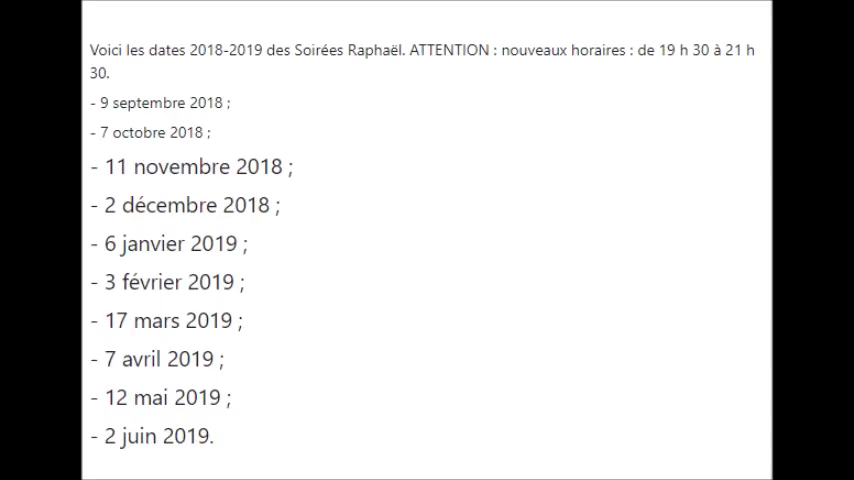 Voici les dates 2018-2019 des Soirées Raphaël. ATTENTION : nouveaux horaires : de 19 h 30 à 21 h
30.
- 9 septembre 2018 ;
- 7 octobre 2018 ;
- 11 novembre 2018 ;
- 2 décembre 2018 ;
- 6 janvier 2019 ;
- 3 février 2019 ;
- 17 mars 2019 ;
- 7 avril 2019 ;
- 12 mai 2019 ;
- 2 juin 2019.